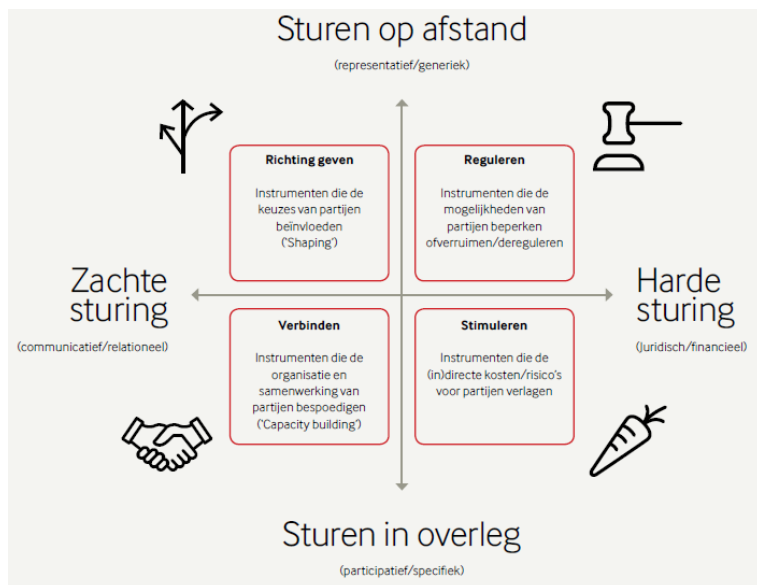 Sturen op afstand
(representatief/generiek)
Richting geven
Instrumenten die de
keuzes van partijen
beïnvloeden
('Shaping')
Reguleren
Instrumenten die de
mogelijkheden van
partijen beperken
ofverruimen/dereguleren
Zachte
sturing
(communicatief/relationeel)
Harde
sturing
(Juridisch/financieel)
Verbinden
Instrumenten die de
organisatie en
samenwerking van
partijen bespoedigen
('Capacity building')
Stimuleren
Instrumenten die de
(in)directe kosten/risico's
voor partijen verlagen
Sturen in overleg
(participatief/specifiek)